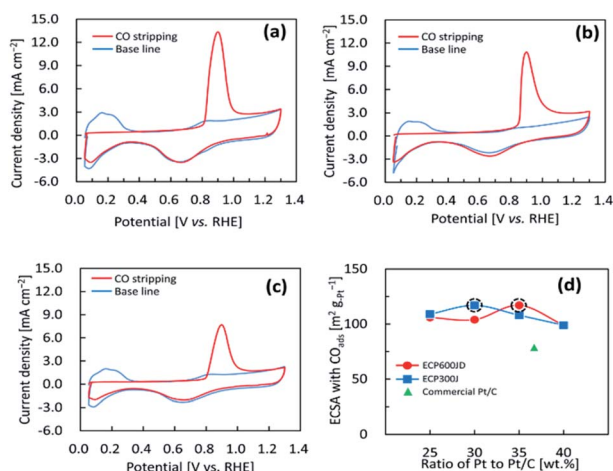 15.0
12.0
9.0
6.0
3.0
0.0
-3.0
-6.0
Current density [mA cm⁻²]
CO stripping
Base line
(a)
0.0 0.2 0.4 0.6 0.8 1.0 1.2 1.4
Potential [V vs. RHE]
15.0
12.0
9.0
6.0
3.0
0.0
-3.0
-6.0
Current density [mA cm⁻²]
CO stripping
Base line
(b)
0.0 0.2 0.4 0.6 0.8 1.0 1.2 1.4
Potential [V vs. RHE]
15.0
12.0
9.0
6.0
3.0
0.0
-3.0
-6.0
Current density [mA cm⁻²]
CO stripping
Base line
(c)
0.0 0.2 0.4 0.6 0.8 1.0 1.2 1.4
Potential [V vs. RHE]
150
100
50
0
ECSA with COads [m² g-Pt⁻¹]
(d)
ECP600JD
ECP300J
Commercial Pt/C
25 30 35 40
Ratio of Pt to Pt/C [wt.%]